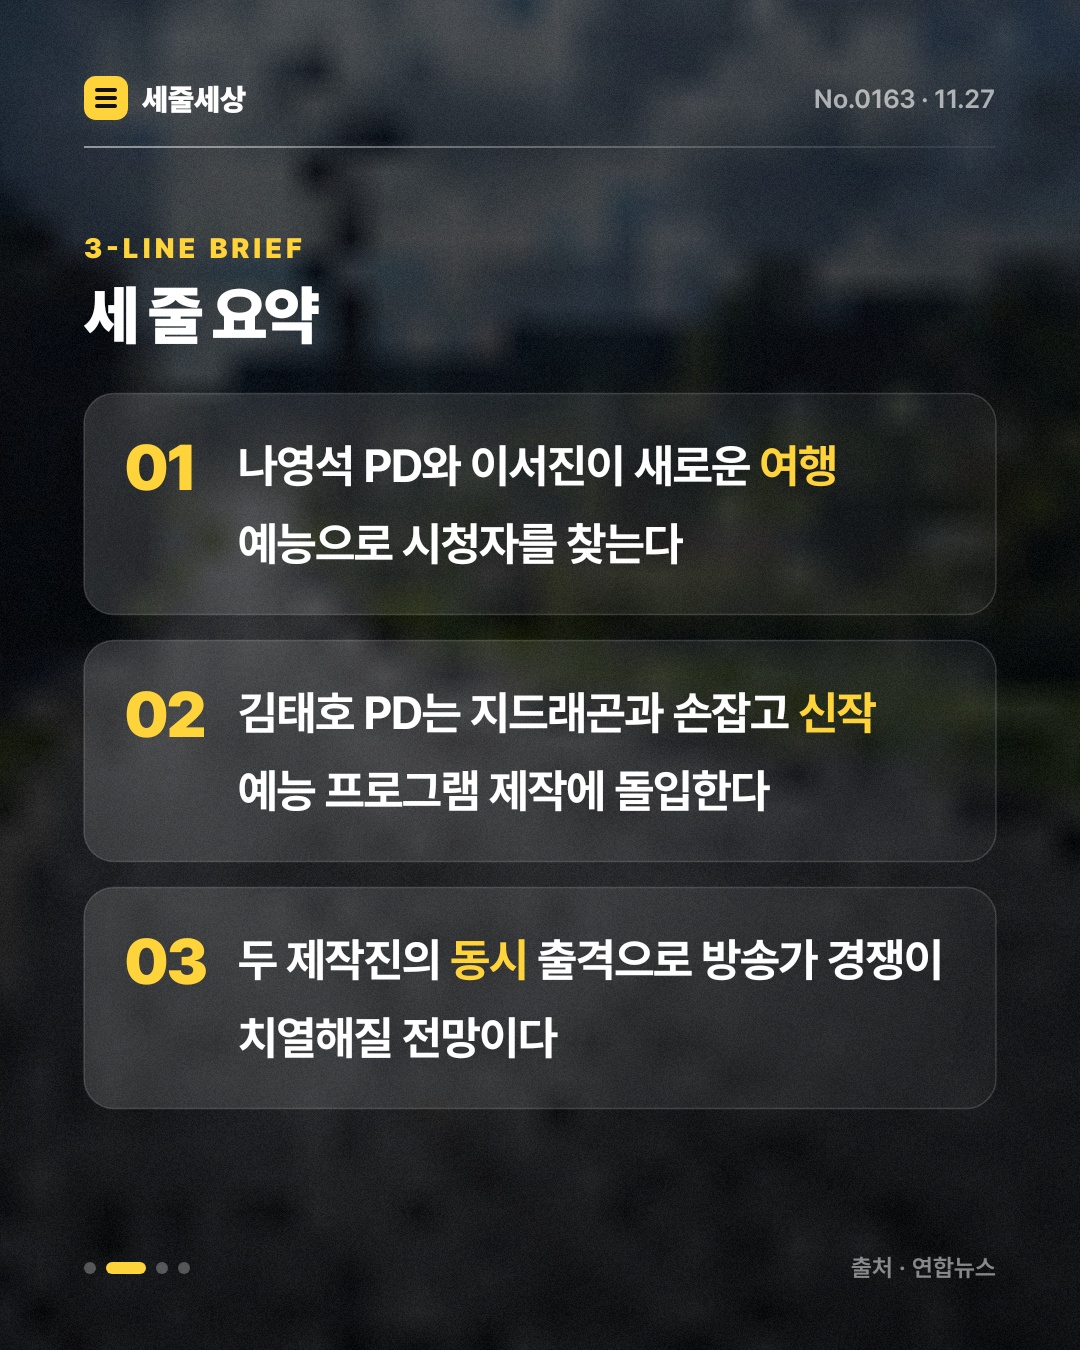 세줄세상
No.0163 · 11.27
3-LINE BRIEF
세 줄 요약
01 나영석 PD와 이서진이 새로운 여행
예능으로 시청자를 찾는다
02 김태호 PD는 지드래곤과 손잡고 신작
예능 프로그램 제작에 돌입한다
03 두 제작진의 동시 출격으로 방송가 경쟁이
치열해질 전망이다
출처 · 연합뉴스